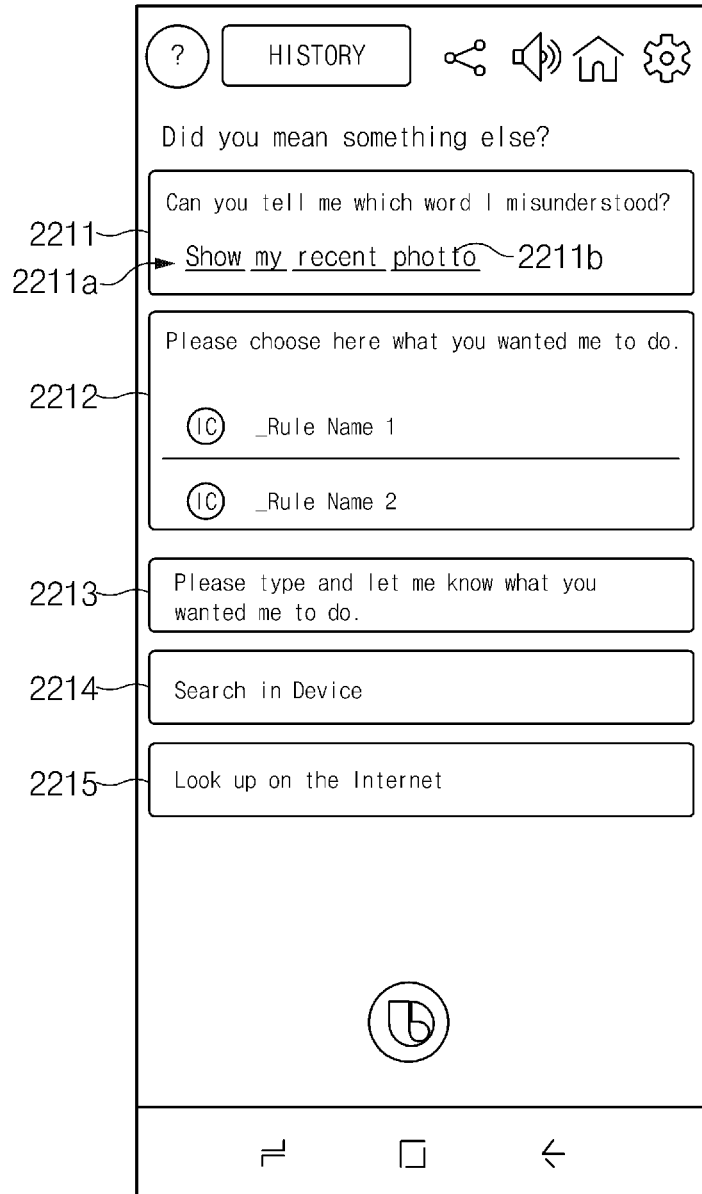 ? HISTORY
Did you mean something else?
Can you tell me which word I misunderstood?
2211
Show my recent photto
2211b
2211a
Please choose here what you wanted me to do.
2212
IC _Rule Name 1
IC _Rule Name 2
2213
Please type and let me know what you
wanted me to do.
2214
Search in Device
2215
Look up on the Internet